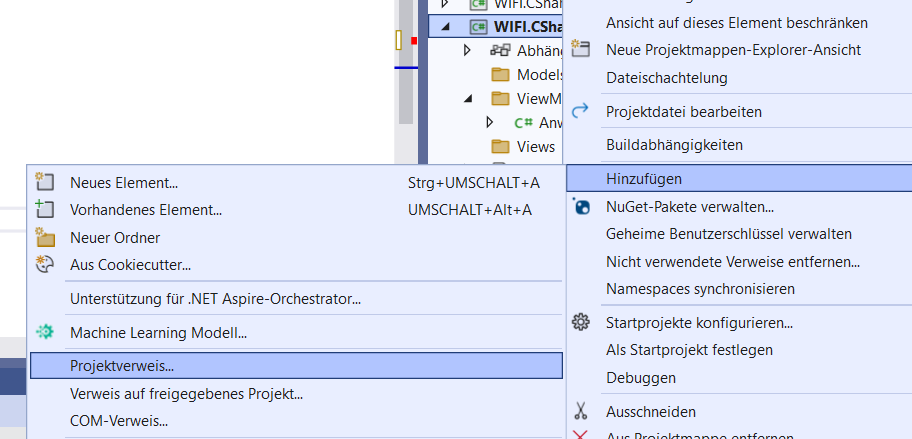 WIFI.CShar
WIFI.CSha
Abhäng
Models
ViewM
C# Anw
Views
Ansicht auf dieses Element beschränken
Neue Projektmappen-Explorer-Ansicht
Dateischachtelung
Projektdatei bearbeiten
Buildabhängigkeiten
Hinzufügen
NuGet-Pakete verwalten...
Geheime Benutzerschlüssel verwalten
Nicht verwendete Verweise entfernen...
Namespaces synchronisieren
Startprojekte konfigurieren...
Als Startprojekt festlegen
Debuggen
Ausschneiden
Aus Projektmappe entfernen
Neues Element... Strg+UMSCHALT+A
Vorhandenes Element... UMSCHALT+Alt+A
Neuer Ordner
Aus Cookiecutter...
Unterstützung für .NET Aspire-Orchestrator...
Machine Learning Modell...
Projektverweis...
Verweis auf freigegebenes Projekt...
COM-Verweis...